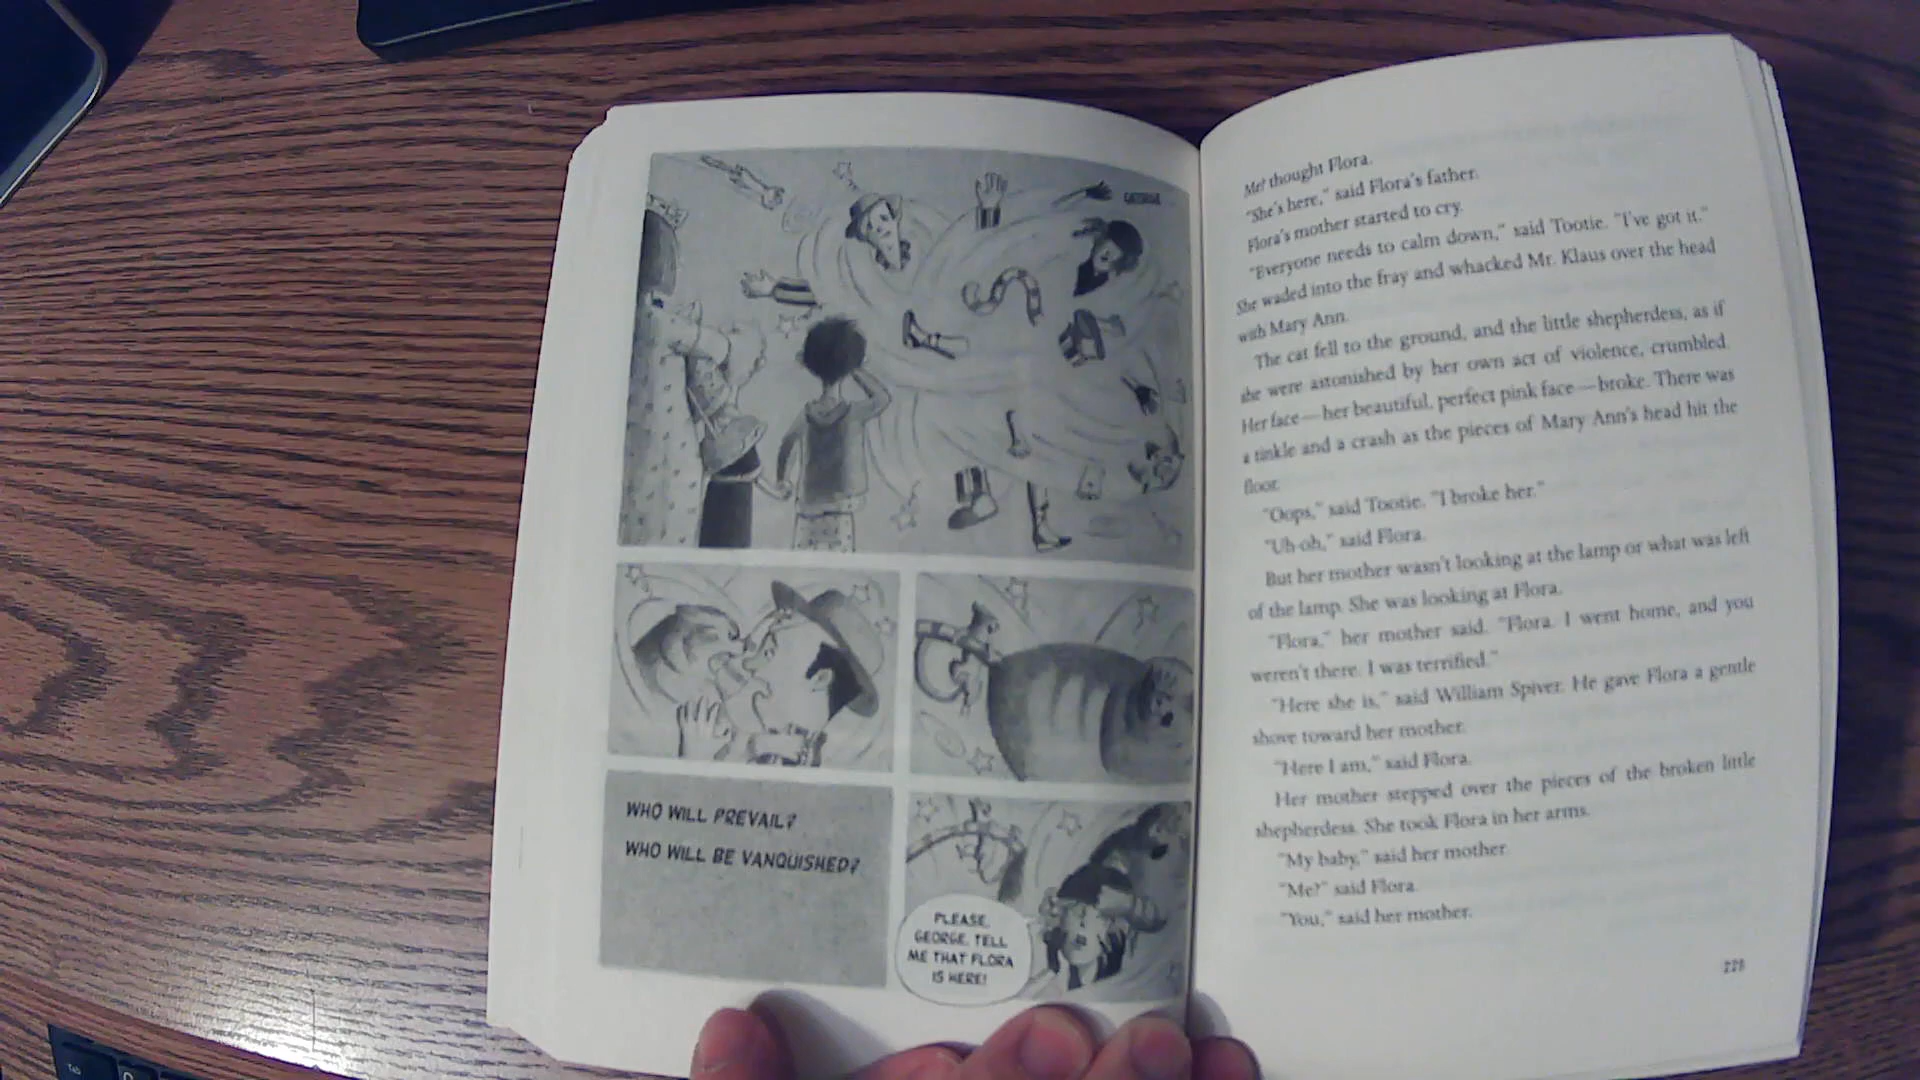 GEORGE
WHO WILL PREVAIL?
WHO WILL BE VANQUISHED?
PLEASE,
GEORGE, TELL
ME THAT FLORA
IS HERE!
Me? thought Flora.
"She's here," said Flora's father.
Flora's mother started to cry.
"Everyone needs to calm down," said Tootie. "I've got it."
She waded into the fray and whacked Mr. Klaus over the head
with Mary Ann.
The cat fell to the ground, and the little shepherdess, as if
she were astonished by her own act of violence, crumbled.
Her face—her beautiful, perfect pink face—broke. There was
a tinkle and a crash as the pieces of Mary Ann's head hit the
floor.
"Oops," said Tootie. "I broke her."
"Uh-oh," said Flora.
But her mother wasn't looking at the lamp or what was left
of the lamp. She was looking at Flora.
"Flora," her mother said. "Flora. I went home, and you
weren't there. I was terrified."
"Here she is," said William Spiver. He gave Flora a gentle
shove toward her mother.
"Here I am," said Flora.
Her mother stepped over the pieces of the broken little
shepherdess. She took Flora in her arms.
"My baby," said her mother.
"Me?" said Flora.
"You," said her mother.